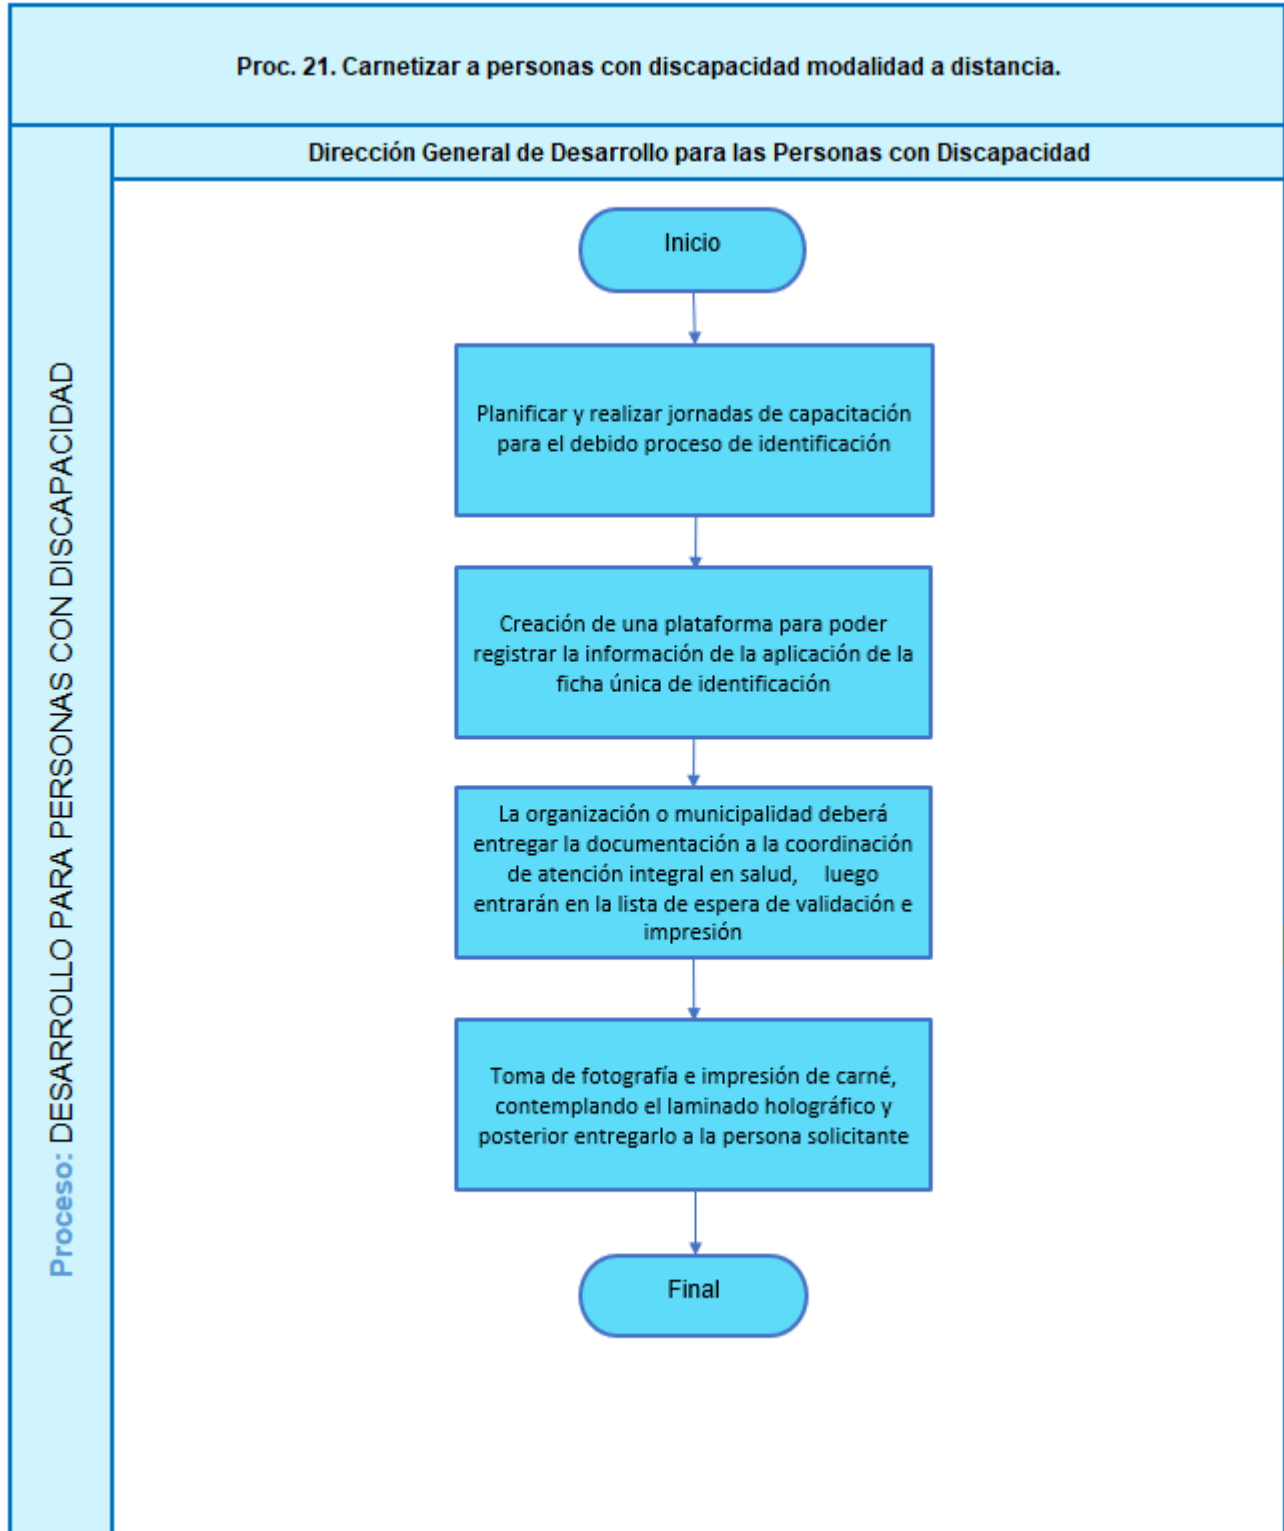 Proc. 21. Carnetizar a personas con discapacidad modalidad a distancia.
Dirección General de Desarrollo para las Personas con Discapacidad
Proceso: DESARROLLO PARA PERSONAS CON DISCAPACIDAD
Inicio
Planificar y realizar jornadas de capacitación
para el debido proceso de identificación
Creación de una plataforma para poder
registrar la información de la aplicación de la
ficha única de identificación
La organización o municipalidad deberá
entregar la documentación a la coordinación
de atención integral en salud, luego
entrarán en la lista de espera de validación e
impresión
Toma de fotografía e impresión de carné,
contemplando el laminado holográfico y
posterior entregarlo a la persona solicitante
Final